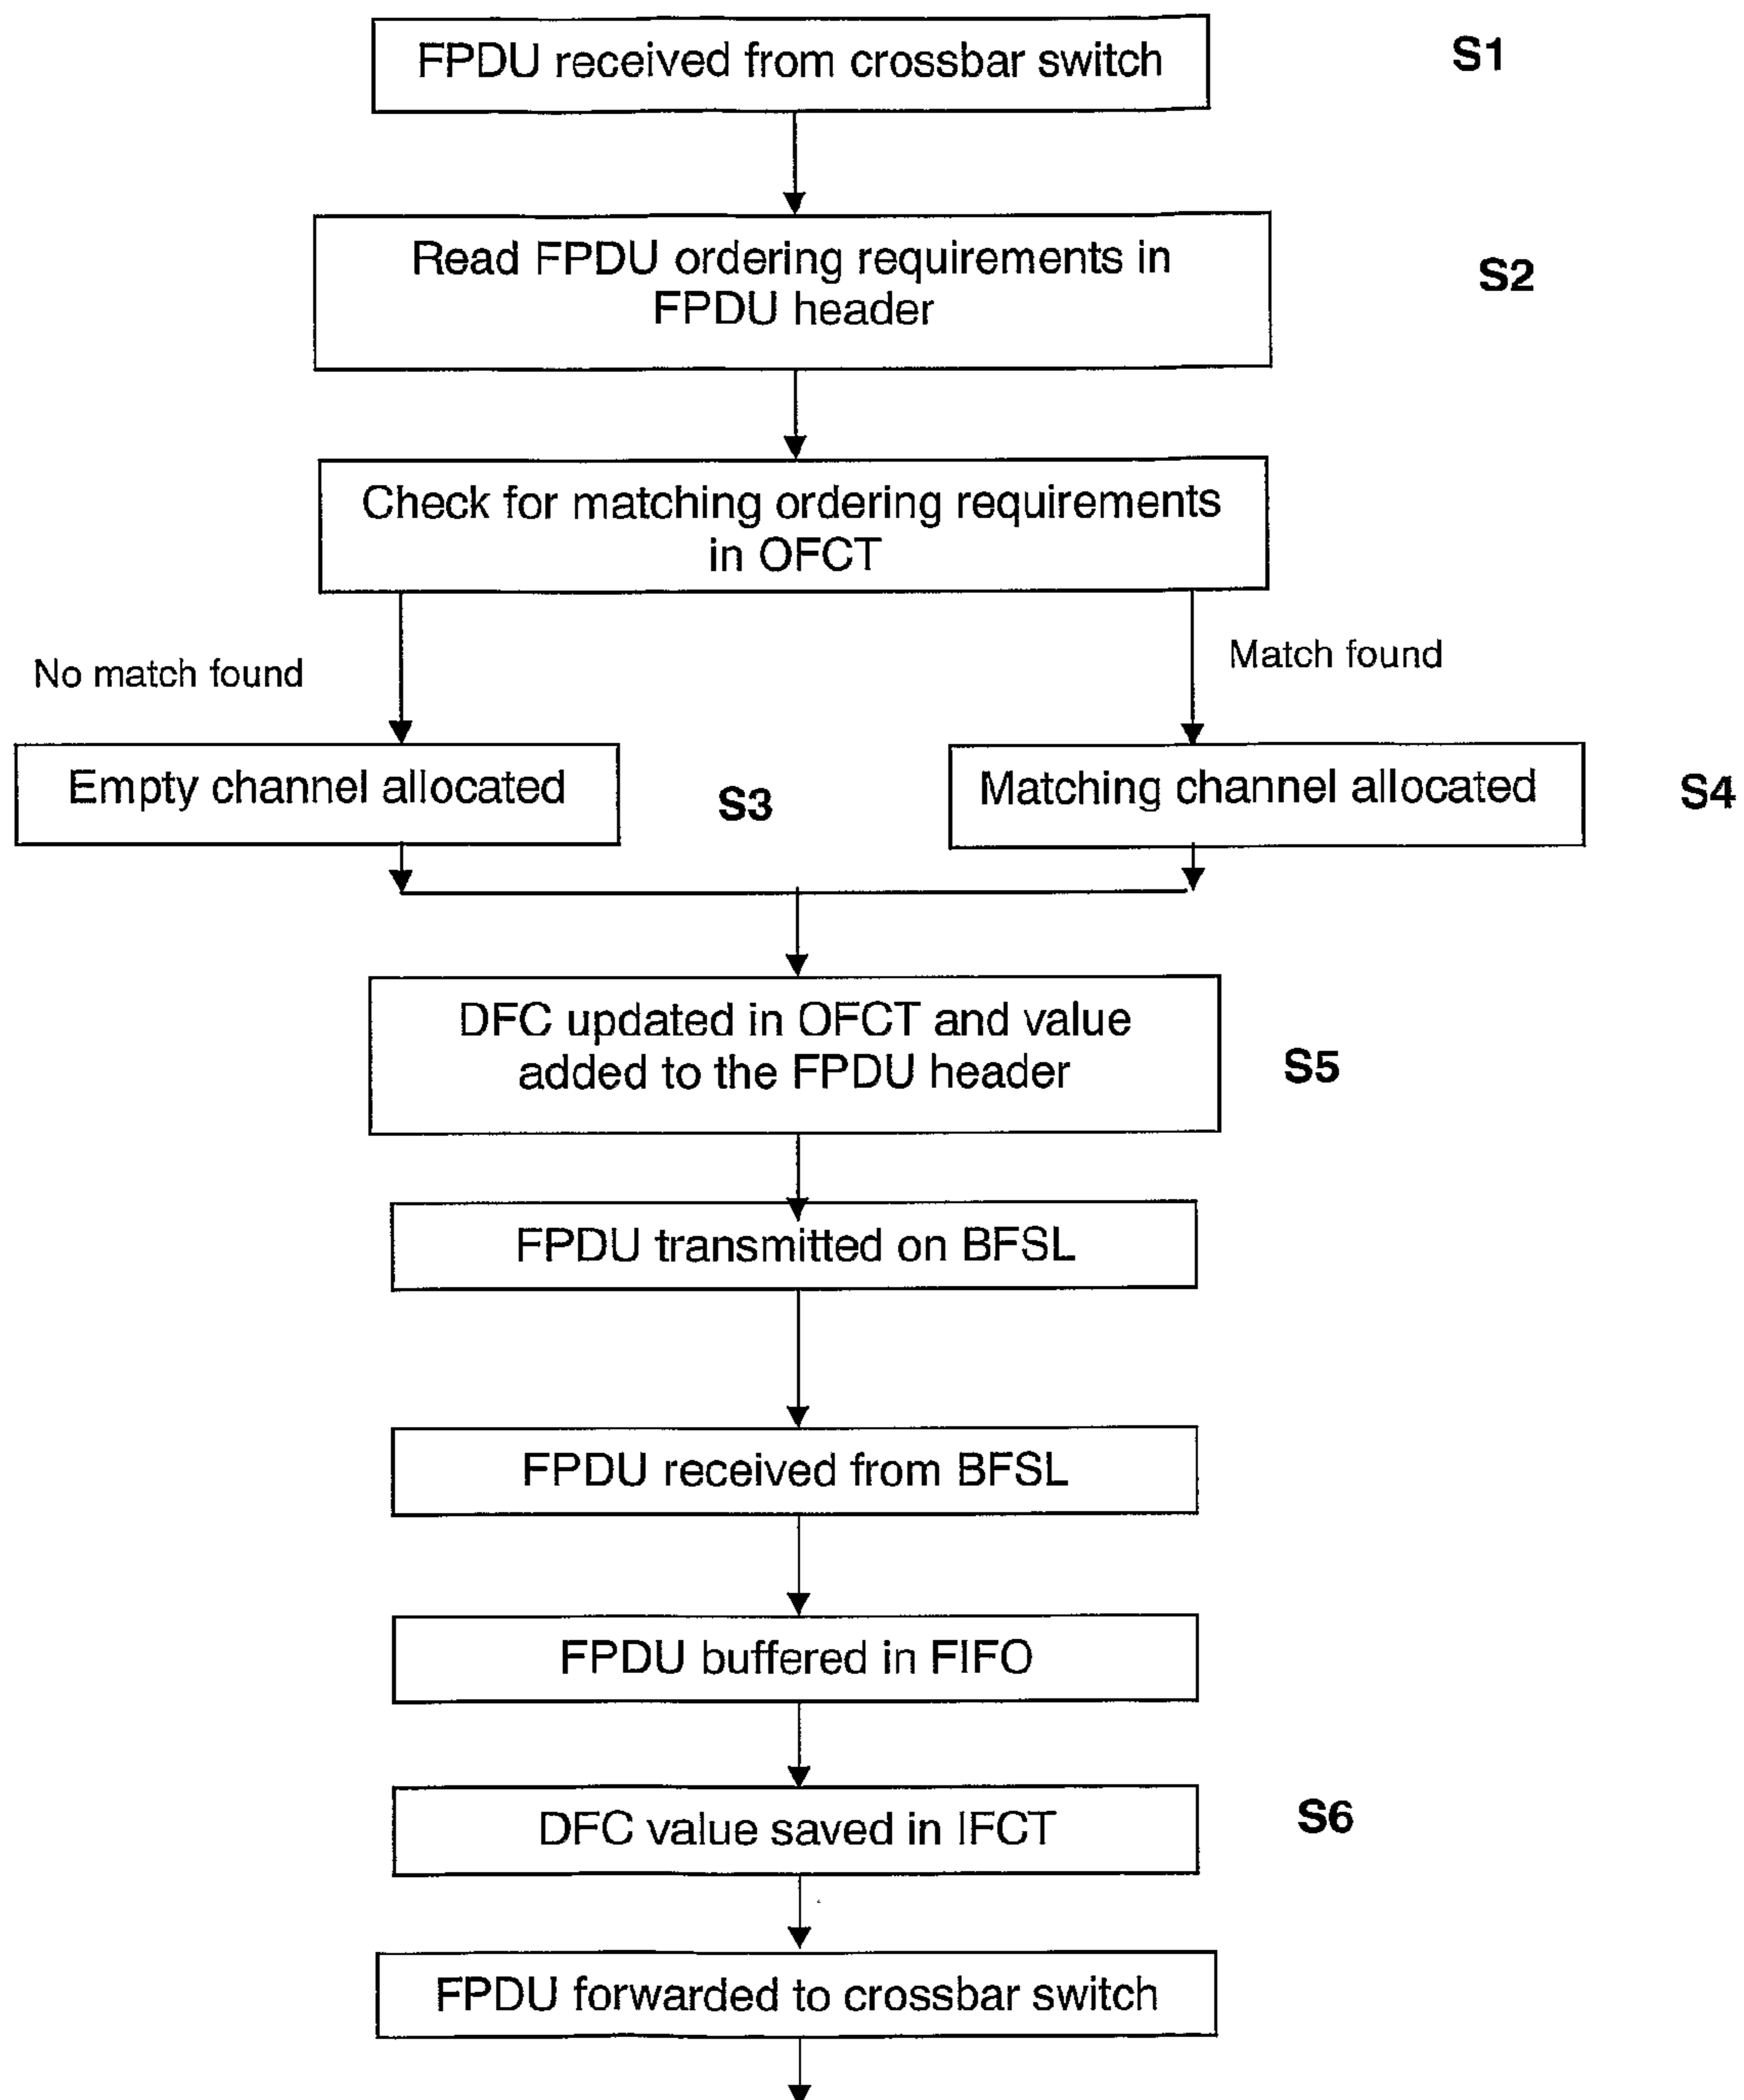 FPDU received from crossbar switch
S1
Read FPDU ordering requirements in
FPDU header
S2
Check for matching ordering requirements
in OFCT
No match found
Match found
Empty channel allocated
S3
Matching channel allocated
S4
DFC updated in OFCT and value
added to the FPDU header
S5
FPDU transmitted on BFSL
FPDU received from BFSL
FPDU buffered in FIFO
DFC value saved in IFCT
S6
FPDU forwarded to crossbar switch